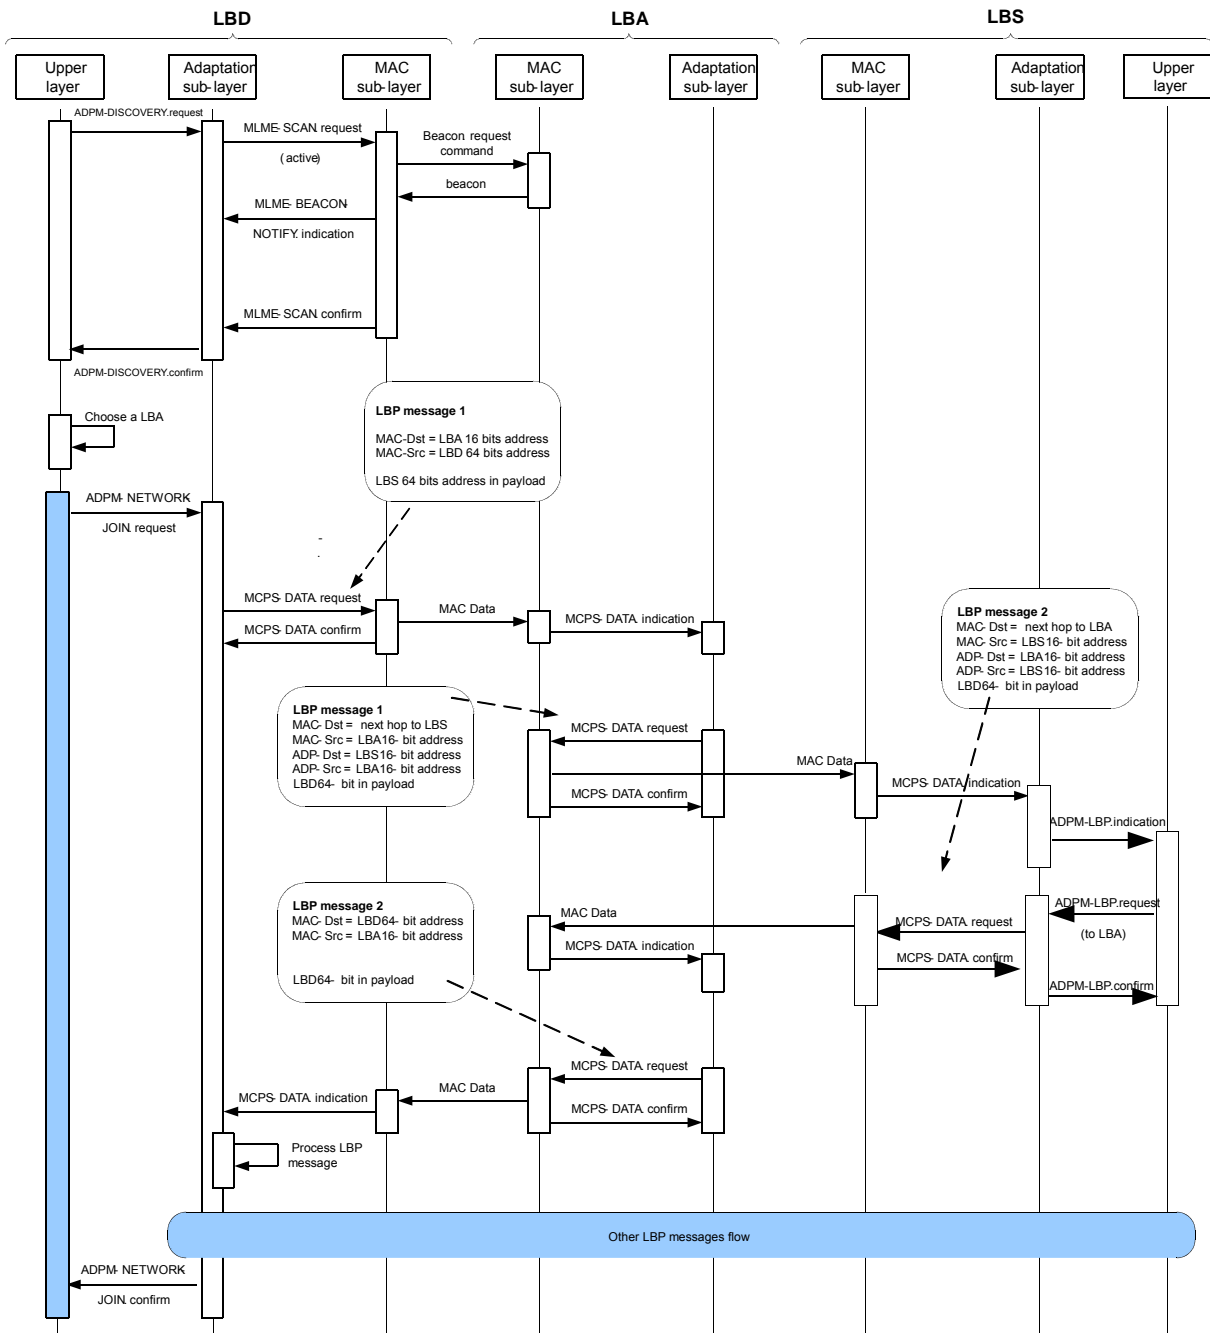 LBD
LBA
LBS
Upper
layer
Adaptation
sub-layer
MAC
sub-layer
MAC
sub-layer
Adaptation
sub-layer
MAC
sub-layer
Adaptation
sub-layer
Upper
layer
ADPM-DISCOVERY.request
MLME-SCAN.request
(active)
Beacon request
command
beacon
MLME-BEACON-
NOTIFY.indication
MLME-SCAN.confirm
ADPM-DISCOVERY.confirm
Choose a LBA
LBP message 1
MAC-Dst = LBA 16 bits address
MAC-Src = LBD 64 bits address
LBS 64 bits address in payload
ADPM-NETWORK-
JOIN.request
MCPS-DATA.request
MAC Data
MCPS-DATA.indication
MCPS-DATA.confirm
LBP message 2
MAC-Dst = next hop to LBA
MAC-Src = LBS16-bit address
ADP-Dst = LBA16-bit address
ADP-Src = LBS16-bit address
LBD64- bit in payload
LBP message 1
MAC-Dst = next hop to LBS
MAC-Src = LBA16-bit address
ADP-Dst = LBS16-bit address
ADP-Src = LBA16-bit address
LBD64- bit in payload
MCPS-DATA.request
MAC Data
MCPS-DATA.indication
MCPS-DATA.confirm
ADPM-LBP.indication
LBP message 2
MAC-Dst = LBD64-bit address
MAC-Src = LBA16-bit address
LBD64- bit in payload
ADPM-LBP.request
(to LBA)
MAC Data
MCPS-DATA.request
MCPS-DATA.indication
MCPS-DATA.confirm
ADPM-LBP.confirm
MCPS-DATA.request
MAC Data
MCPS-DATA.indication
MCPS-DATA.confirm
Process LBP
message
Other LBP messages flow
ADPM-NETWORK-
JOIN.confirm